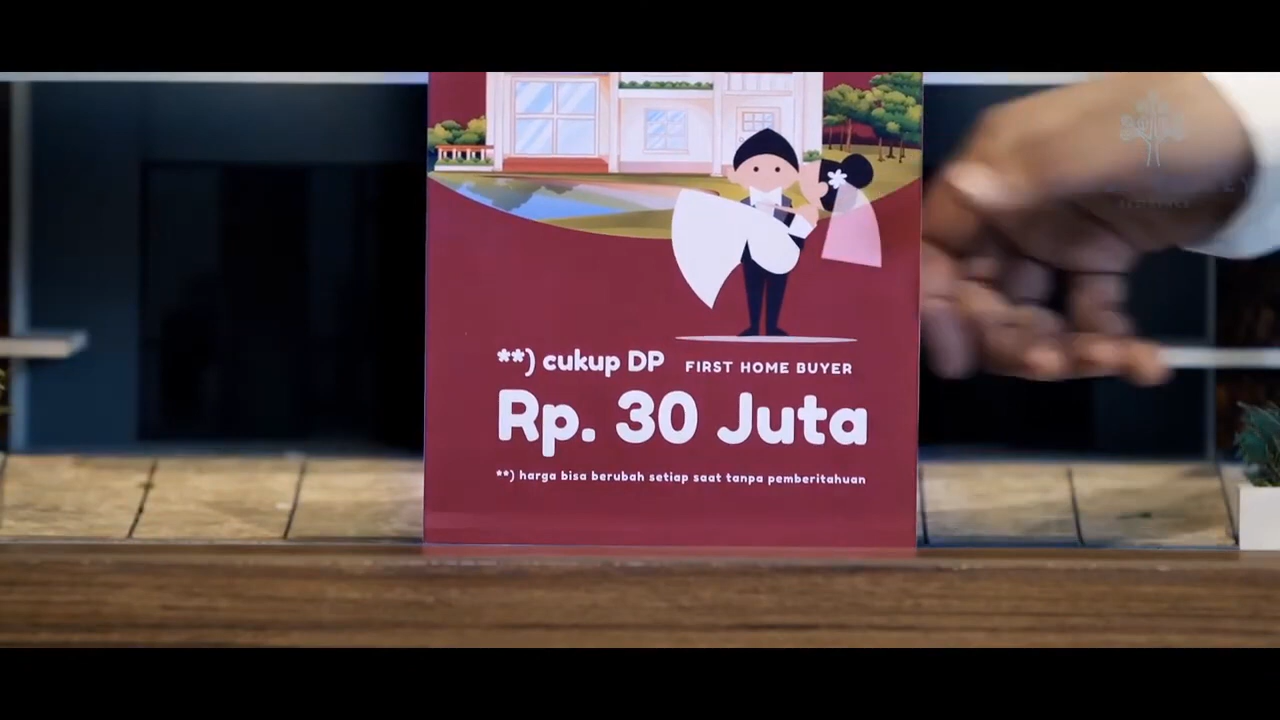 **) cukup DP FIRST HOME BUYER
Rp. 30 Juta
**) harga bisa berubah setiap saat tanpa pemberitahuan